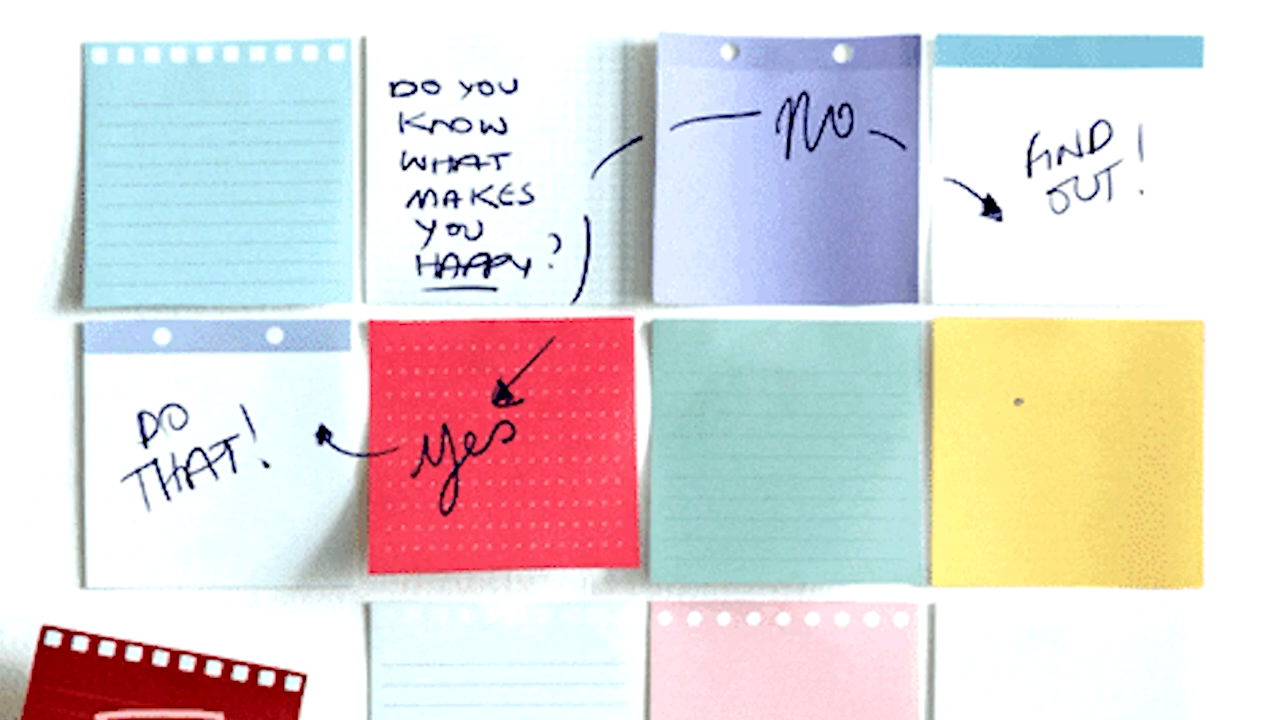 DO YOU
KNOW
WHAT
MAKES
YOU
HAPPY?
NO
FIND
OUT!
DO
THAT!
yes